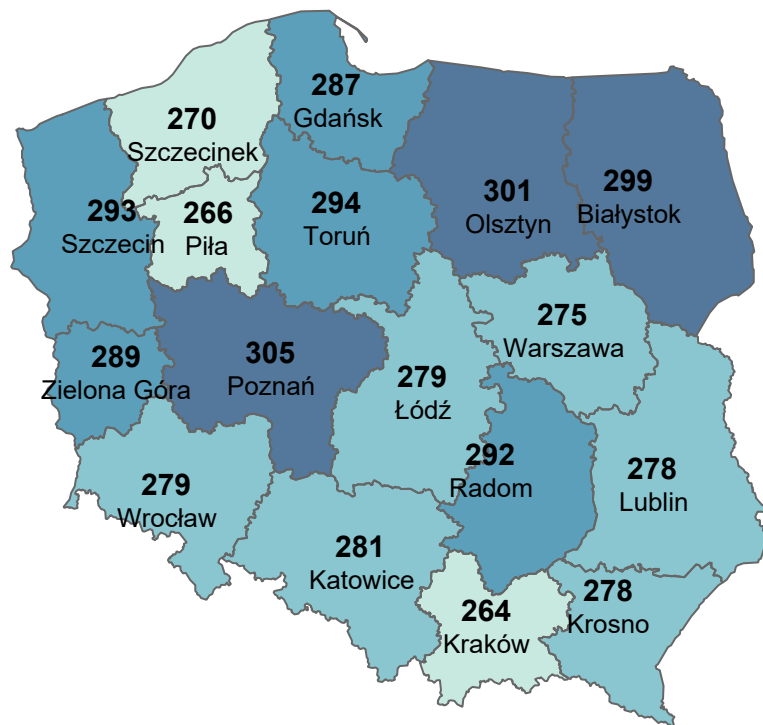 287
Gdańsk
270
Szczecinek
301
Olsztyn
299
Białystok
293
Szczecin
266
Piła
294
Toruń
275
Warszawa
289
Zielona Góra
305
Poznań
279
Łódź
292
Radom
278
Lublin
279
Wrocław
281
Katowice
264
Kraków
278
Krosno